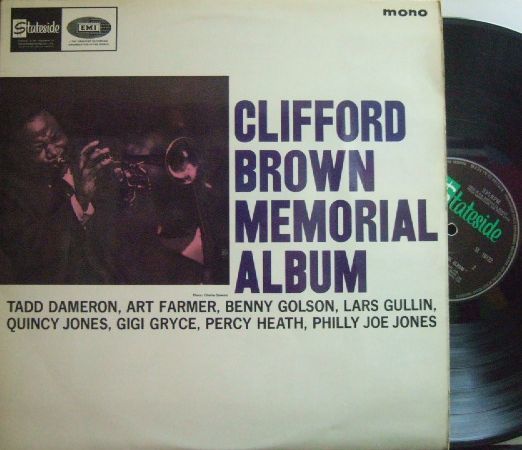 Stateside
EMI
mono
CLIFFORD
BROWN
MEMORIAL
ALBUM
TADD DAMERON, ART FARMER, BENNY GOLSON, LARS GULLIN,
QUINCY JONES, GIGI GRYCE, PERCY HEATH, PHILLY JOE JONES
Stateside